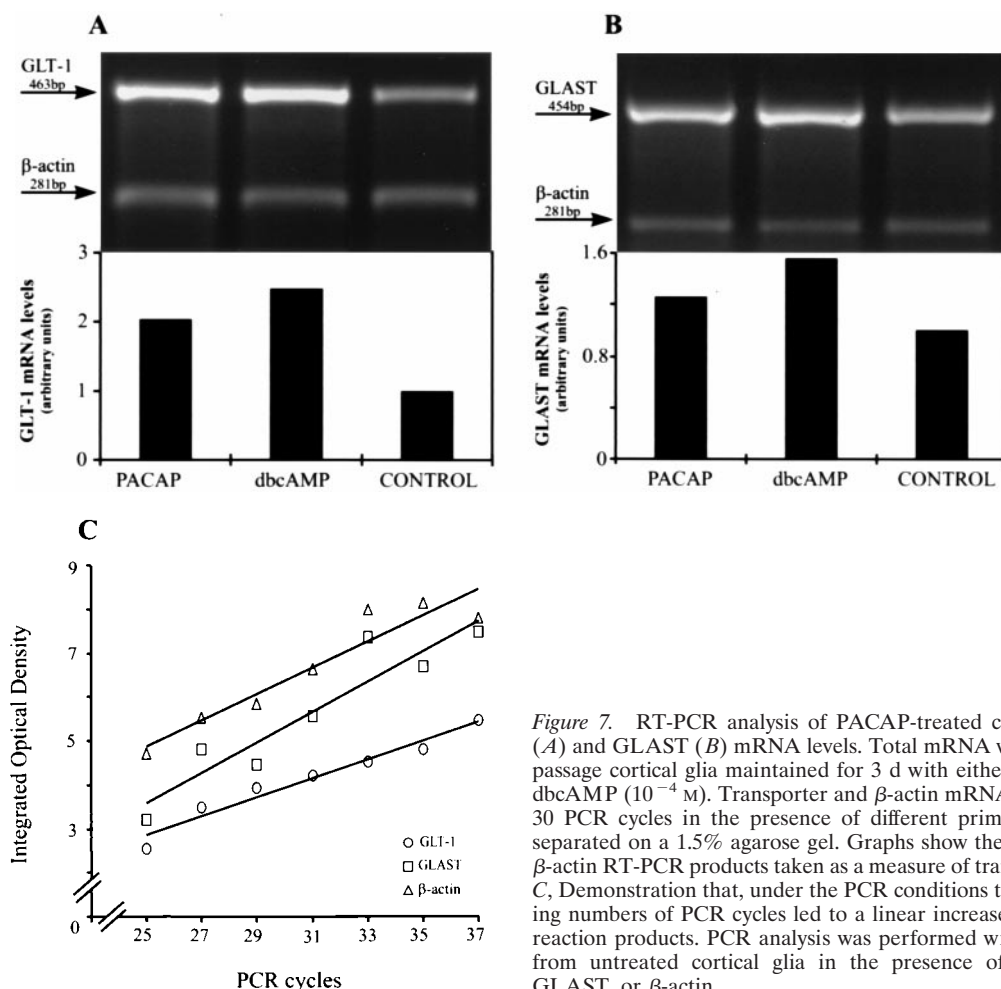 A
GLT-1
463bp
β-actin
281bp
3
2
1
0
GLT-1 mRNA levels
(arbitrary units)
PACAP dbcAMP CONTROL
B
GLAST
454bp
β-actin
281bp
1.6
0.8
0
GLAST mRNA levels
(arbitrary units)
PACAP dbcAMP CONTROL
C
9
7
5
3
0
Integrated Optical Density
GLT-1
GLAST
β-actin
25 27 29 31 33 35 37
PCR cycles
Figure 7. RT-PCR analysis of PACAP-treated c
(A) and GLAST (B) mRNA levels. Total mRNA w
passage cortical glia maintained for 3 d with either
dbcAMP (10⁻⁴ M). Transporter and β-actin mRNA
30 PCR cycles in the presence of different prim
separated on a 1.5% agarose gel. Graphs show the
β-actin RT-PCR products taken as a measure of tra
C, Demonstration that, under the PCR conditions t
ing numbers of PCR cycles led to a linear increase
reaction products. PCR analysis was performed wi
from untreated cortical glia in the presence of
GLAST, or β-actin